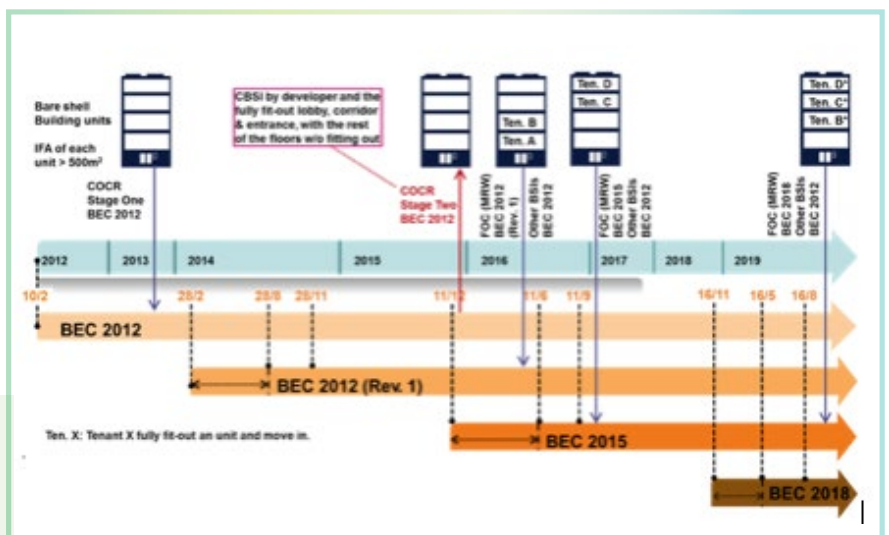 Bare shell
Building units
IFA of each
unit > 500m²
CBSI by developer and the
fully fit-out lobby, corridor
& entrance, with the rest
of the floors w/o fitting out
Ten. B
Ten. A
Ten. D
Ten. C
Ten. D*
Ten. C*
Ten. B*
COCR
Stage One
BEC 2012
COCR
Stage Two
BEC 2012
FOC (MRW)
BEC 2012
(Rev. 1)
Other BSIs
BEC 2012
FOC (MRW)
BEC 2015
Other BSIs
BEC 2012
FOC (MRW)
BEC 2018
Other BSIs
BEC 2012
2012
2013
2014
2015
2016
2017
2018
2019
10/2
28/2
28/8
28/11
11/12
11/6
11/9
16/11
16/5
16/8
BEC 2012
BEC 2012 (Rev. 1)
BEC 2015
BEC 2018
Ten. X: Tenant X fully fit-out an unit and move in.